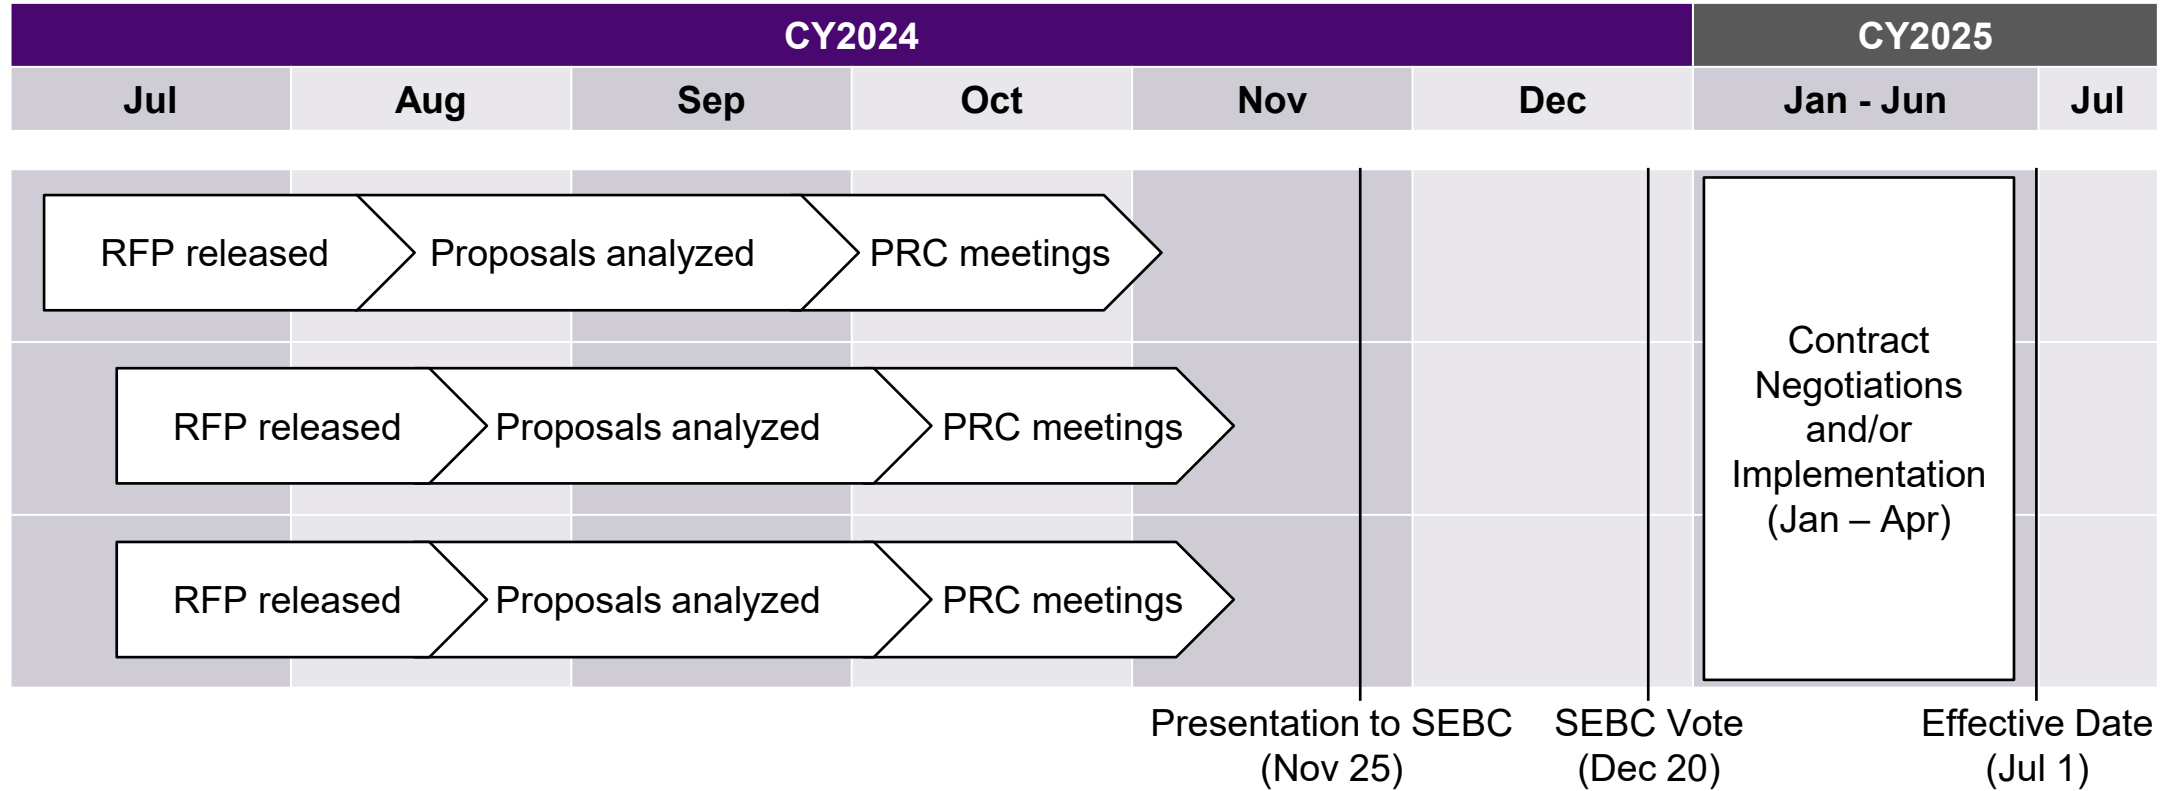 CY2024
CY2025
Jul
Aug
Sep
Oct
Nov
Dec
Jan - Jun
Jul
RFP released
Proposals analyzed
PRC meetings
RFP released
Proposals analyzed
PRC meetings
RFP released
Proposals analyzed
PRC meetings
Contract
Negotiations
and/or
Implementation
(Jan – Apr)
Presentation to SEBC
(Nov 25)
SEBC Vote
(Dec 20)
Effective Date
(Jul 1)